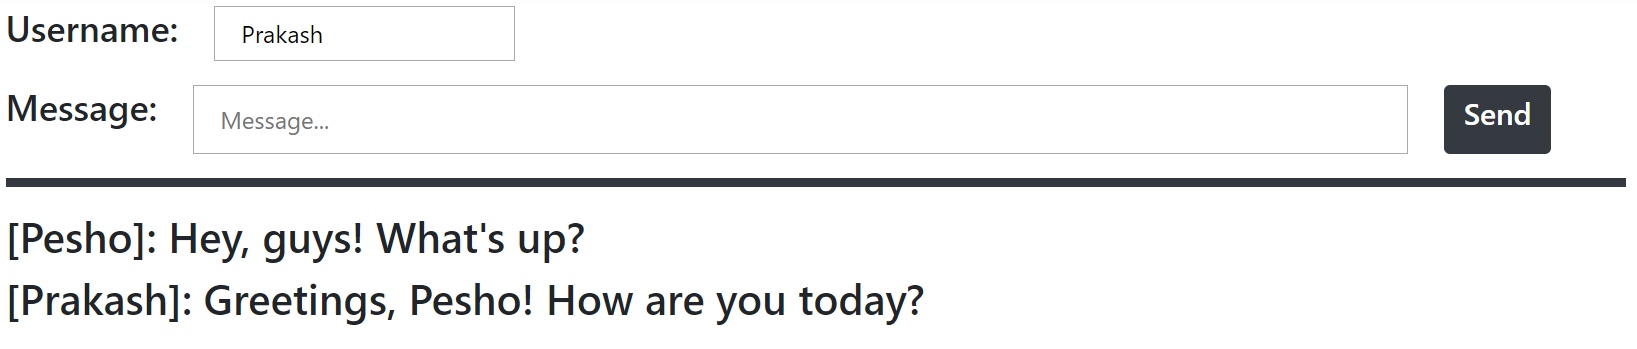 Username: Prakash
Message: Message... Send
[Pesho]: Hey, guys! What's up?
[Prakash]: Greetings, Pesho! How are you today?